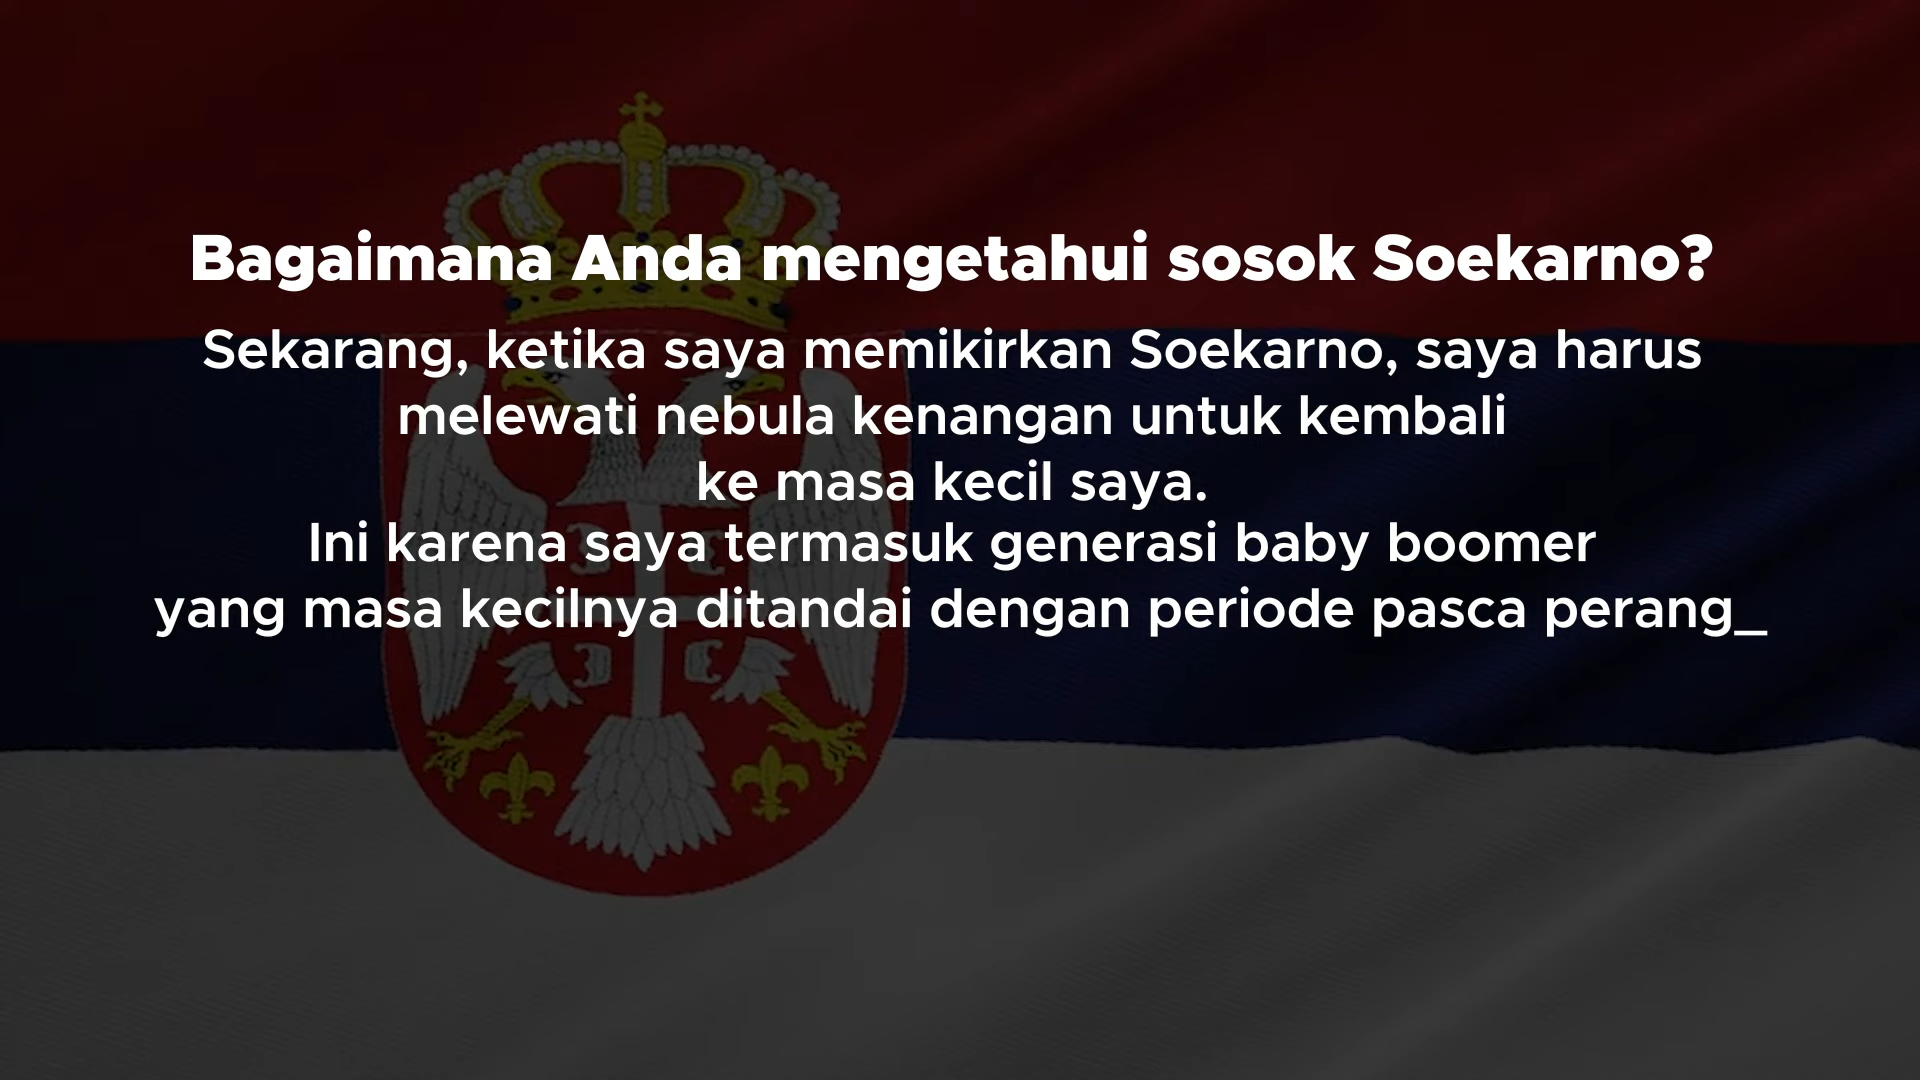 Bagaimana Anda mengetahui sosok Soekarno?
Sekarang, ketika saya memikirkan Soekarno, saya harus
melewati nebula kenangan untuk kembali
ke masa kecil saya.
Ini karena saya termasuk generasi baby boomer
yang masa kecilnya ditandai dengan periode pasca perang_